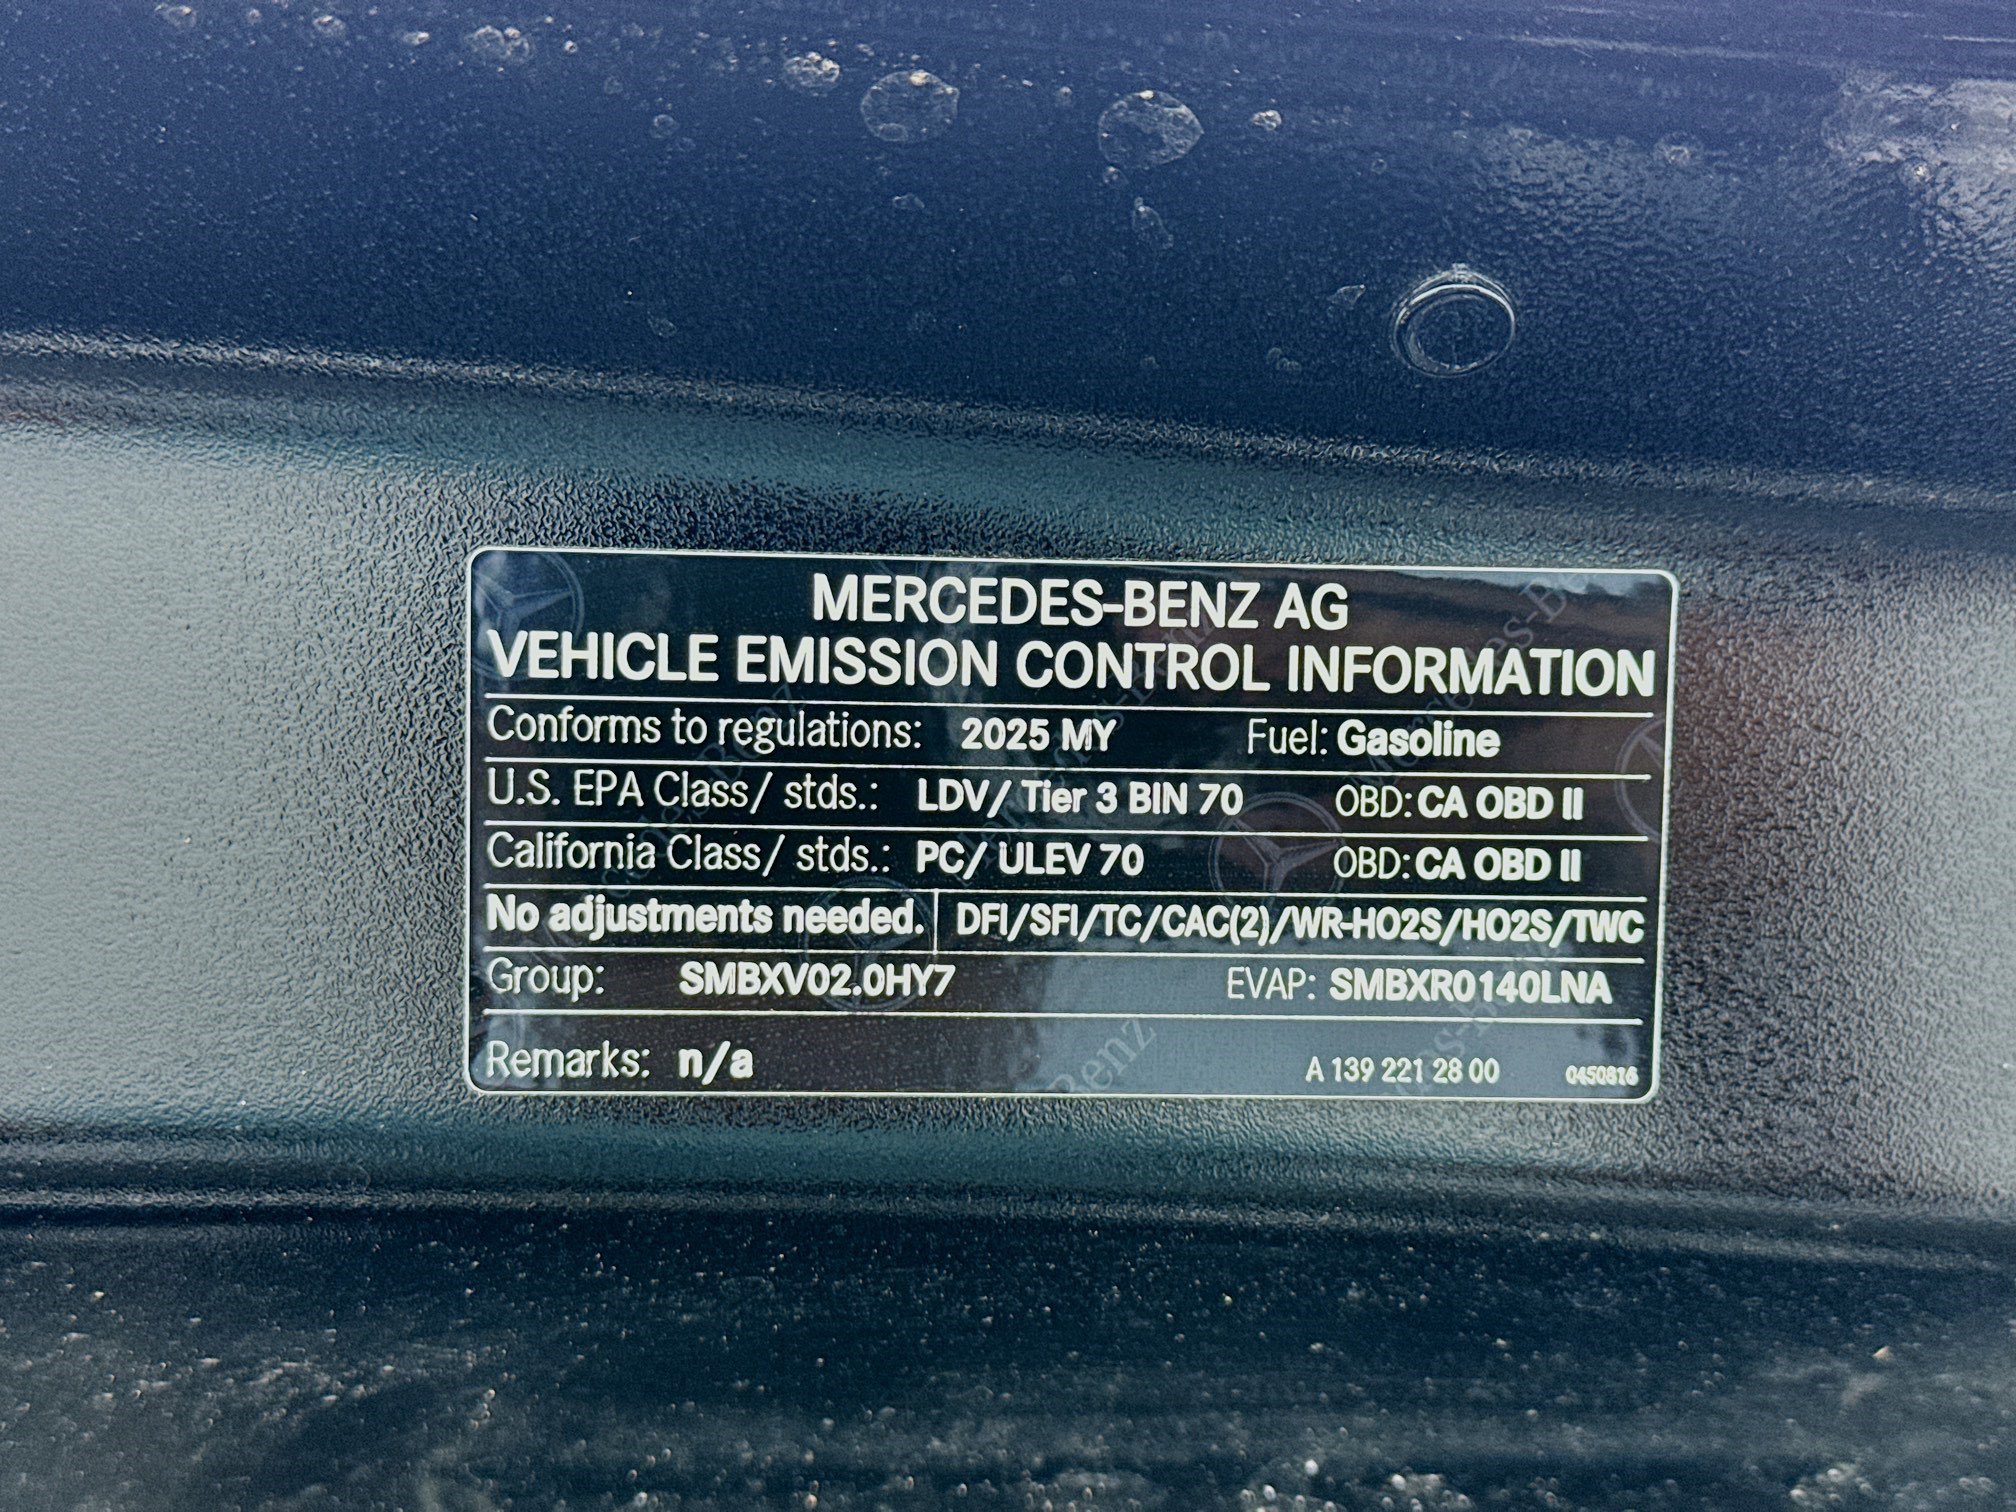 MERCEDES-BENZ AG
VEHICLE EMISSION CONTROL INFORMATION
Conforms to regulations: 2025 MY Fuel: Gasoline
U.S. EPA Class/ stds.: LDV/ Tier 3 BIN 70 OBD: CA OBD II
California Class/ stds.: PC/ ULEV 70 OBD: CA OBD II
No adjustments needed. DFI/SFI/TC/CAC(2)/WR-HO2S/HO2S/TWC
Group: SMBXV02.0HY7 EVAP: SMBXR0140LNA
Remarks: n/a A 139 221 28 00 0450816